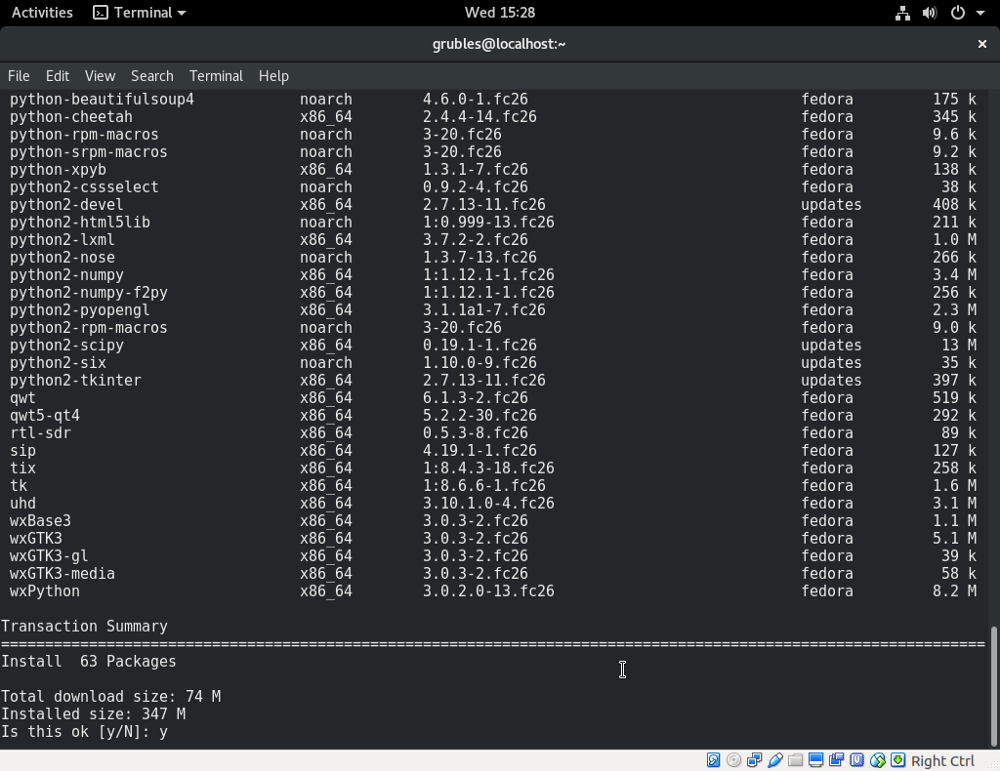 Activities Terminal Wed 15:28
grubles@localhost:~ ×
File Edit View Search Terminal Help
python-beautifulsoup4 noarch 4.6.0-1.fc26 fedora 175 k
python-cheetah x86_64 2.4.4-14.fc26 fedora 345 k
python-rpm-macros noarch 3-20.fc26 fedora 9.6 k
python-srpm-macros noarch 3-20.fc26 fedora 9.2 k
python-xpyb x86_64 1.3.1-7.fc26 fedora 138 k
python2-cssselect noarch 0.9.2-4.fc26 fedora 38 k
python2-devel x86_64 2.7.13-11.fc26 updates 408 k
python2-html5lib noarch 1:0.999-13.fc26 fedora 211 k
python2-lxml x86_64 3.7.2-2.fc26 fedora 1.0 M
python2-nose noarch 1.3.7-13.fc26 fedora 266 k
python2-numpy x86_64 1:1.12.1-1.fc26 fedora 3.4 M
python2-numpy-f2py x86_64 1:1.12.1-1.fc26 fedora 256 k
python2-pyopengl x86_64 3.1.1a1-7.fc26 fedora 2.3 M
python2-rpm-macros noarch 3-20.fc26 fedora 9.0 k
python2-scipy x86_64 0.19.1-1.fc26 updates 13 M
python2-six noarch 1.10.0-9.fc26 updates 35 k
python2-tkinter x86_64 2.7.13-11.fc26 updates 397 k
qwt x86_64 6.1.3-2.fc26 fedora 519 k
qwt5-qt4 x86_64 5.2.2-30.fc26 fedora 292 k
rtl-sdr x86_64 0.5.3-8.fc26 fedora 89 k
sip x86_64 4.19.1-1.fc26 fedora 127 k
tix x86_64 1:8.4.3-18.fc26 fedora 258 k
tk x86_64 1:8.6.6-1.fc26 fedora 1.6 M
uhd x86_64 3.10.1.0-4.fc26 fedora 3.1 M
wxBase3 x86_64 3.0.3-2.fc26 fedora 1.1 M
wxGTK3 x86_64 3.0.3-2.fc26 fedora 5.1 M
wxGTK3-gl x86_64 3.0.3-2.fc26 fedora 39 k
wxGTK3-media x86_64 3.0.3-2.fc26 fedora 58 k
wxPython x86_64 3.0.2.0-13.fc26 fedora 8.2 M
Transaction Summary
================================================================================================================
Install 63 Packages
Total download size: 74 M
Installed size: 347 M
Is this ok [y/N]: y
Right Ctrl